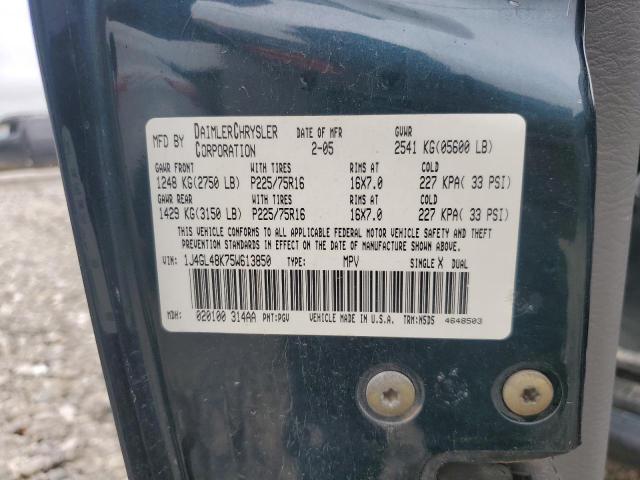 MFD BY DAIMLERCHRYSLER CORPORATION DATE OF MFR 2-05 GVWR 2541 KG(05600 LB)
GAWR FRONT WITH TIRES RIMS AT COLD
1248 KG(2750 LB) P225/75R16 16X7.0 227 KPA( 33 PSI)
GAWR REAR WITH TIRES RIMS AT COLD
1429 KG(3150 LB) P225/75R16 16X7.0 227 KPA( 33 PSI)
THIS VEHICLE CONFORMS TO ALL APPLICABLE FEDERAL MOTOR VEHICLE SAFETY AND THEFT
PREVENTION STANDARDS IN EFFECT ON THE DATE OF MANUFACTURE SHOWN ABOVE.
VIN: 1J4GL48K75W613850 TYPE: MPV SINGLE X DUAL
MDH: 020100 314AA PNT:PGV VEHICLE MADE IN U.S.A. TRM:N5DS 4648503